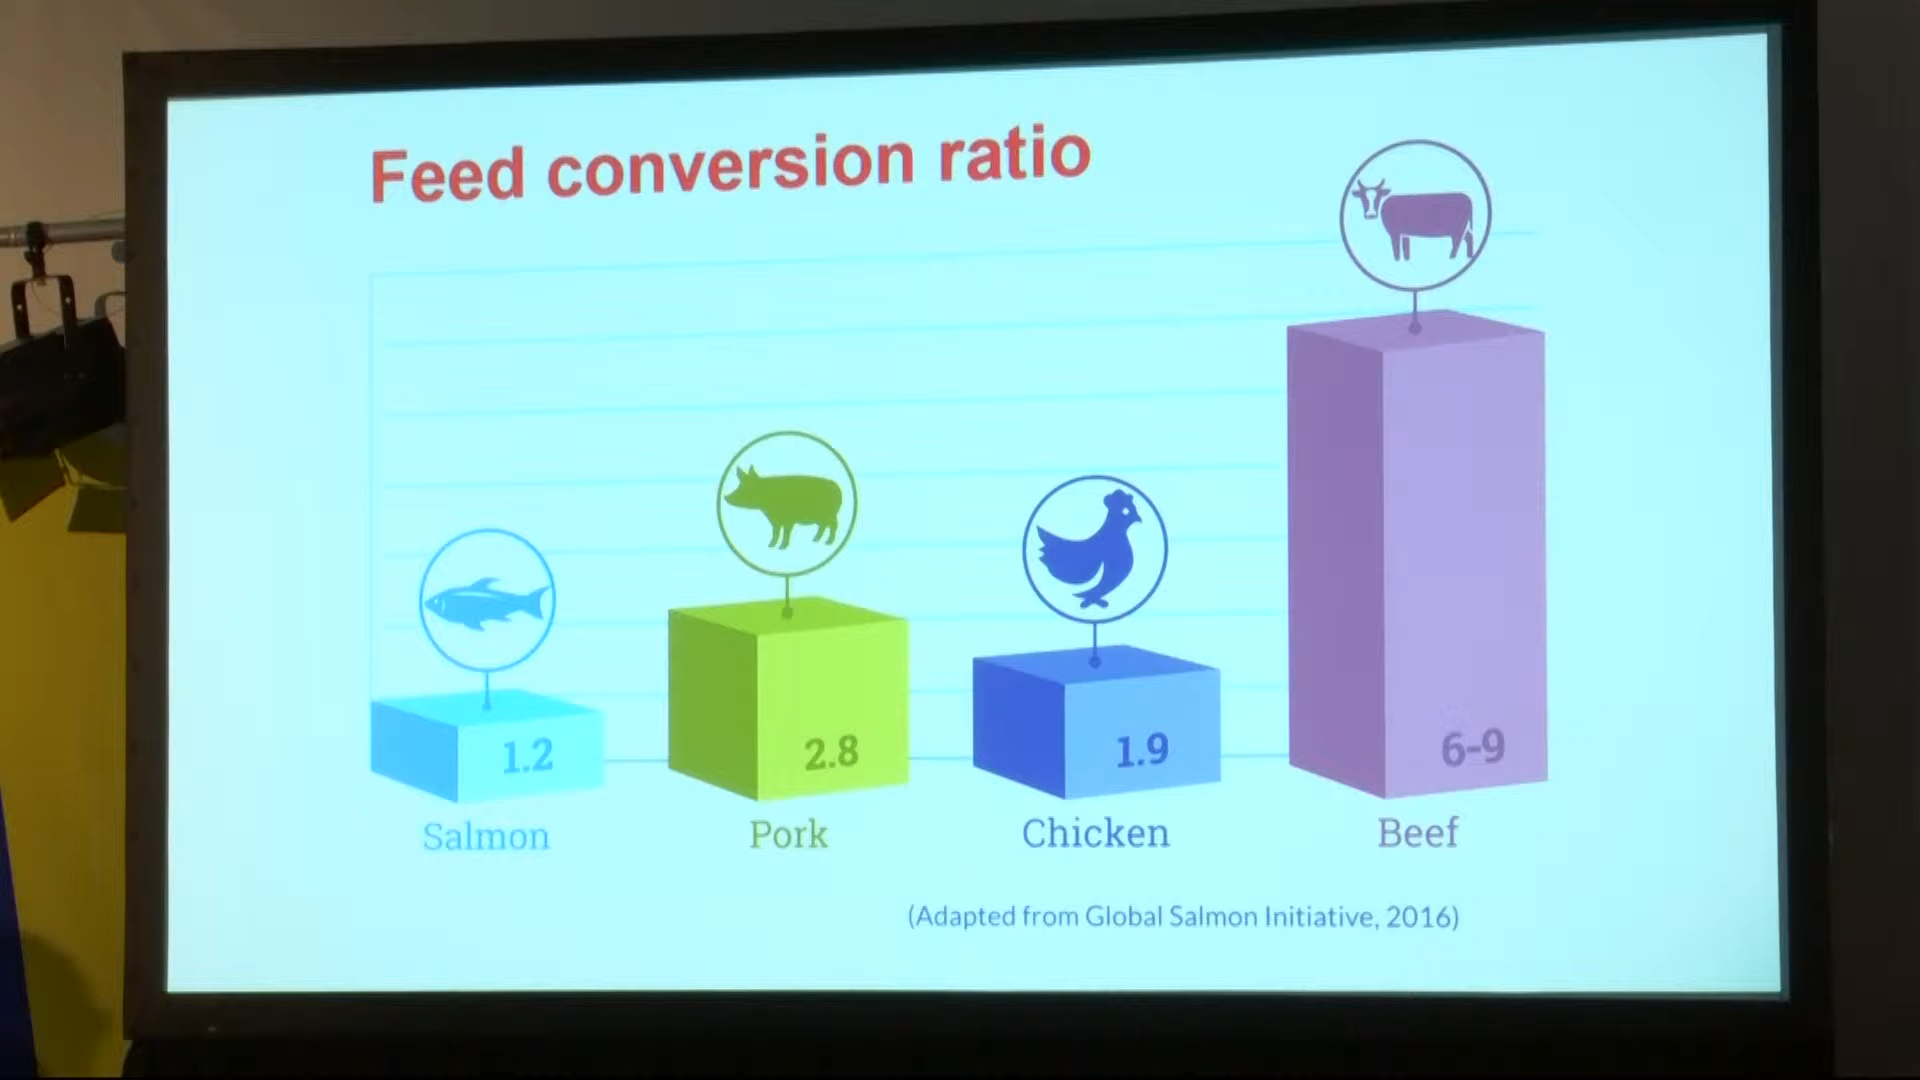 Feed conversion ratio
1.2
2.8
1.9
6-9
Salmon
Pork
Chicken
Beef
(Adapted from Global Salmon Initiative, 2016)